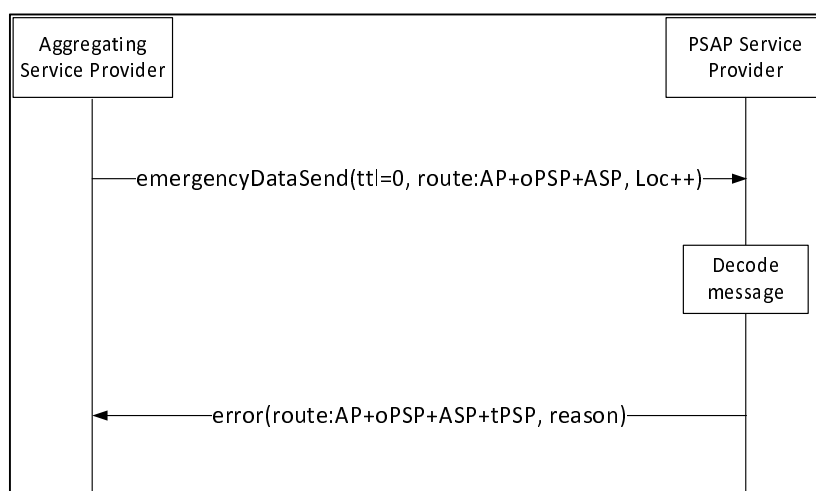 Aggregating
Service Provider
PSAP Service
Provider
emergencyDataSend(ttl=0, route:AP+oPSP+ASP, Loc++)
Decode
message
error(route:AP+oPSP+ASP+tPSP, reason)